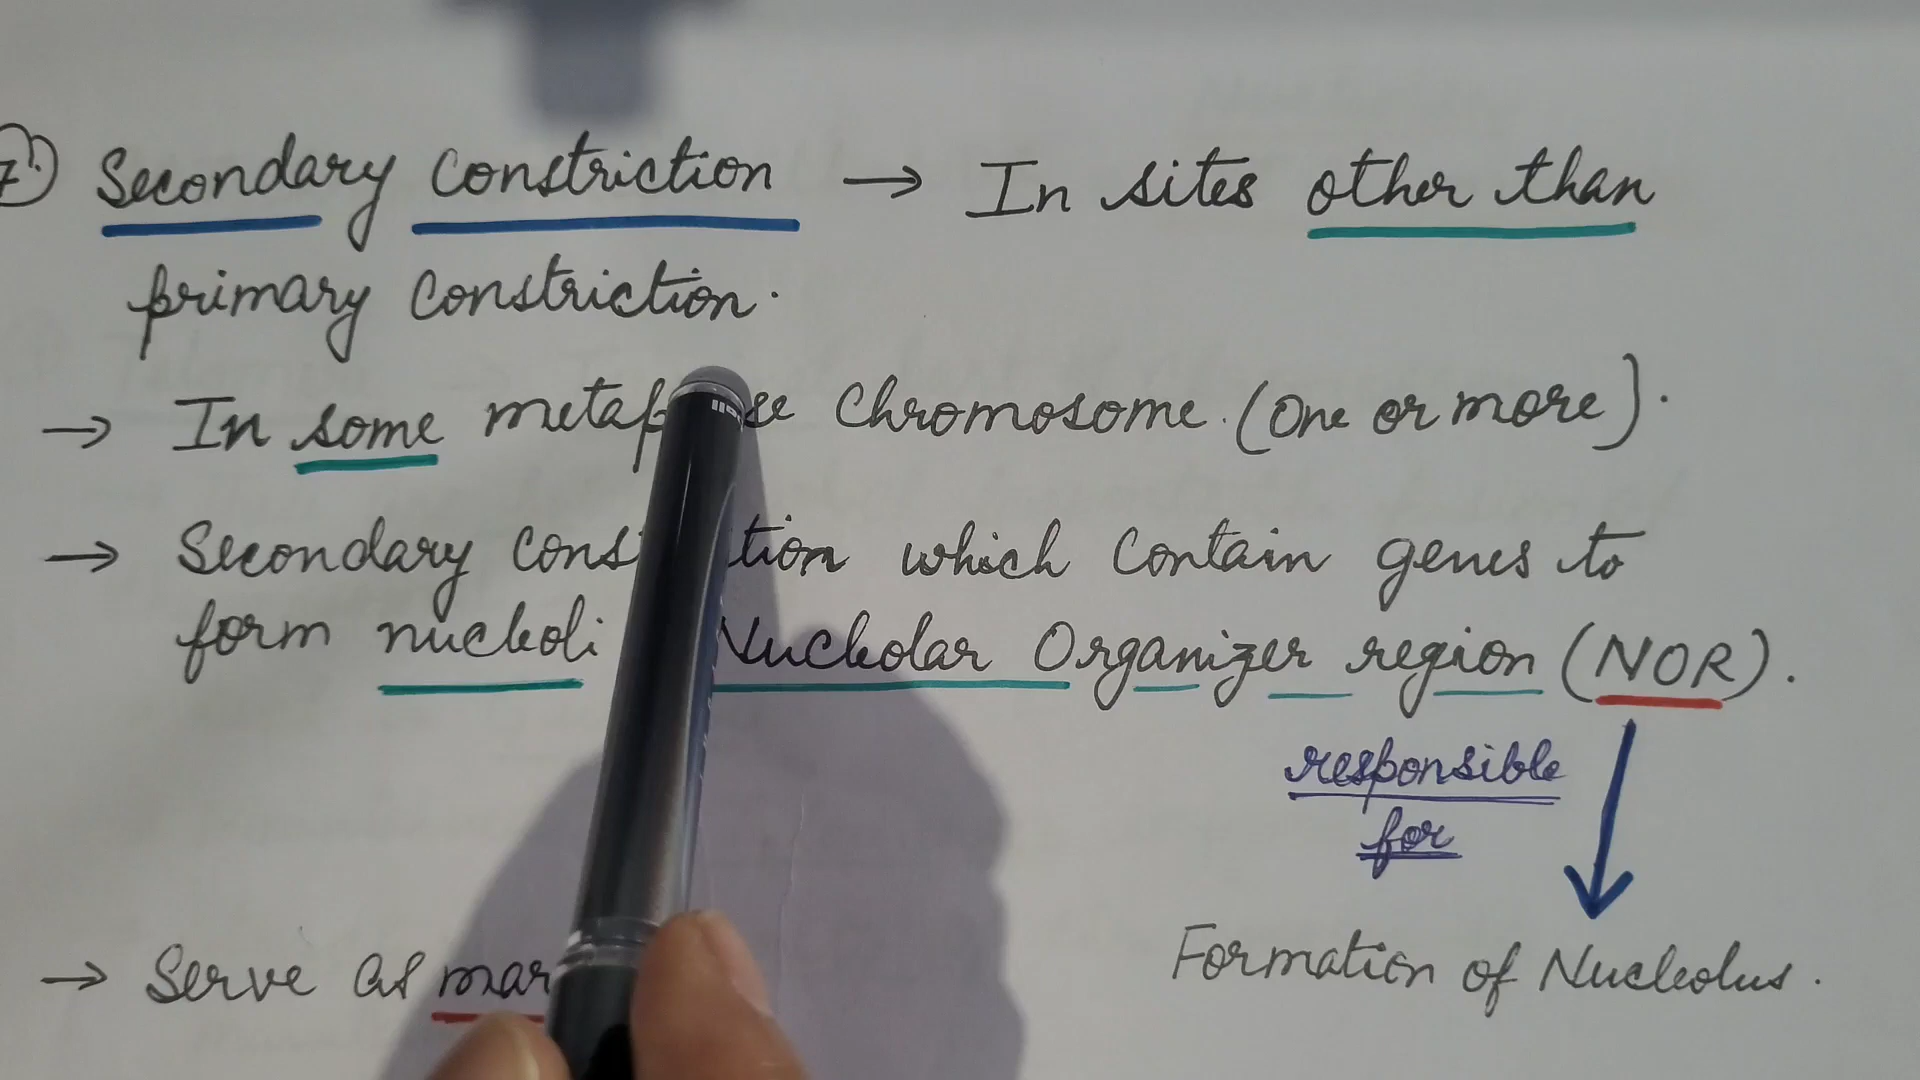 7. Secondary Constriction → In sites other than
primary Constriction.
→ In some Chromosome. (One or more).
→ Secondary which Contain genes to
form nucleoli Nucleolar Organizer region (NOR).
responsible
for
→ Serve as
Formation of Nucleolus.